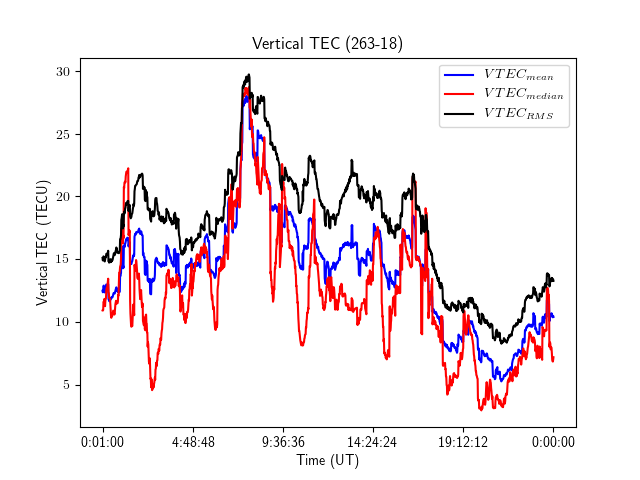 Vertical TEC (263-18)
VTEC_mean
VTEC_median
VTEC_RMS
30
25
20
15
10
5
Vertical TEC (TECU)
0:01:00 4:48:48 9:36:36 14:24:24 19:12:12 0:00:00
Time (UT)